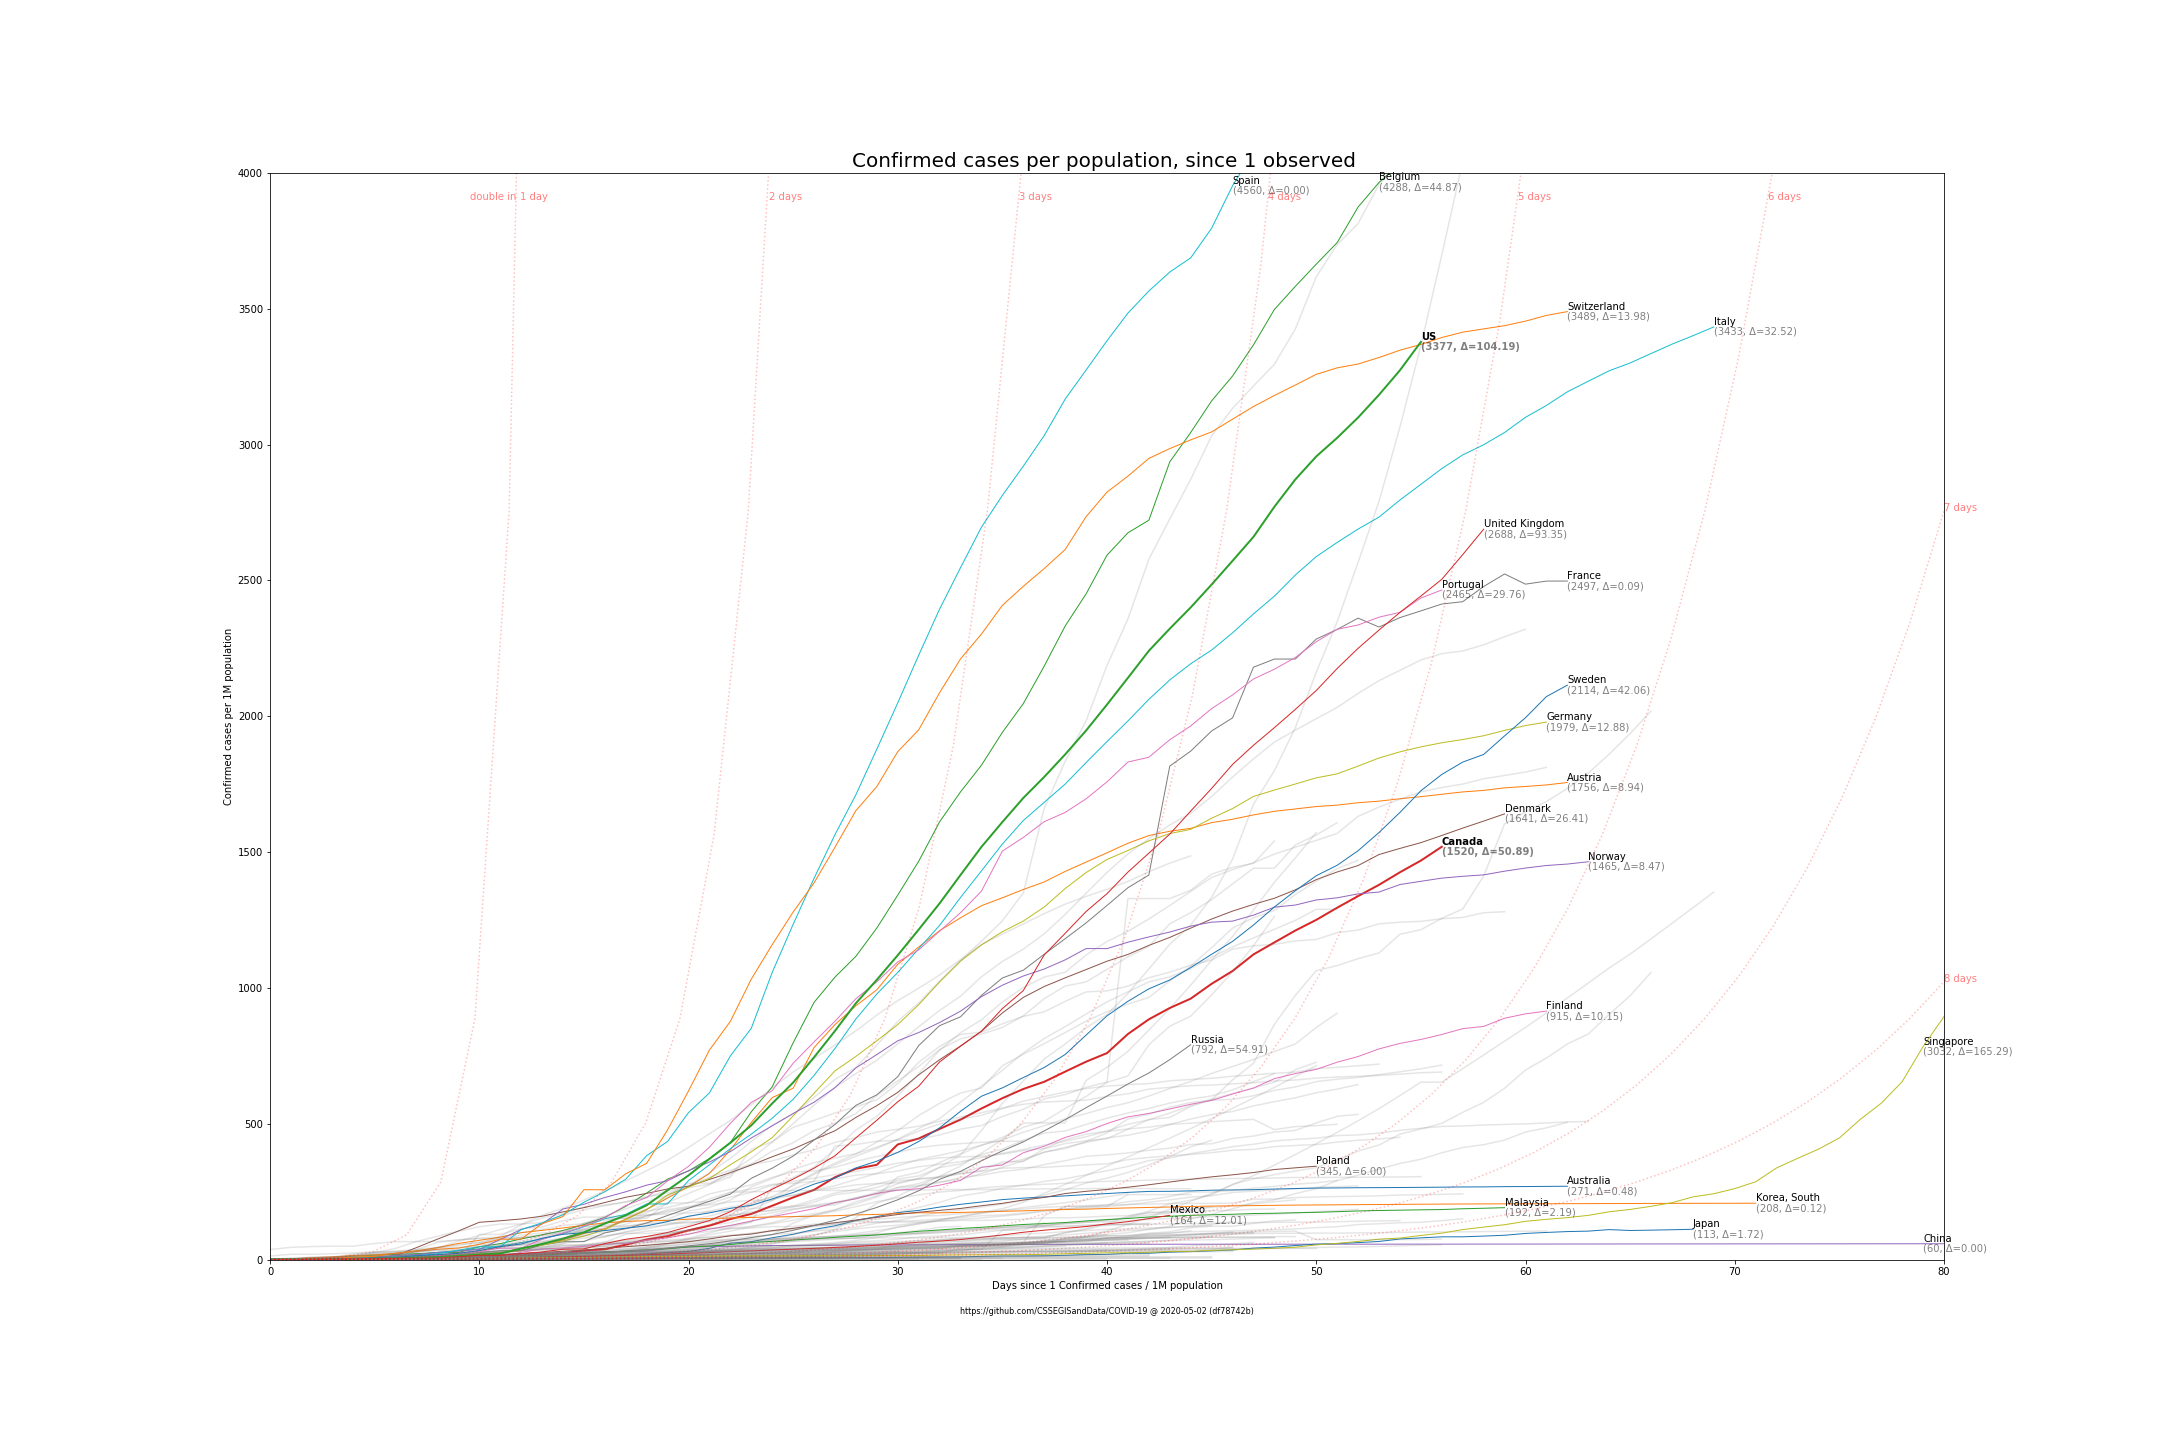 Confirmed cases per population, since 1 observed
4000
3500
3000
2500
2000
1500
1000
500
0
Confirmed cases per 1M population
double in 1 day
2 days
3 days
4 days
5 days
6 days
7 days
8 days
Spain
(4560, Δ=0.00)
Belgium
(4288, Δ=44.87)
Switzerland
(3489, Δ=13.98)
Italy
(3433, Δ=32.52)
US
(3377, Δ=104.19)
United Kingdom
(2688, Δ=93.35)
France
(2497, Δ=0.09)
Portugal
(2465, Δ=29.76)
Sweden
(2114, Δ=42.06)
Germany
(1979, Δ=12.88)
Austria
(1756, Δ=8.94)
Denmark
(1641, Δ=26.41)
Canada
(1520, Δ=50.89)
Norway
(1465, Δ=8.47)
Finland
(915, Δ=10.15)
Russia
(792, Δ=54.91)
Singapore
(3032, Δ=165.29)
Poland
(345, Δ=6.00)
Australia
(271, Δ=0.48)
Korea, South
(208, Δ=0.12)
Malaysia
(192, Δ=2.19)
Mexico
(164, Δ=12.01)
Japan
(113, Δ=1.72)
China
(60, Δ=0.00)
0
10
20
30
40
50
60
70
80
Days since 1 Confirmed cases / 1M population
https://github.com/CSSEGISandData/COVID-19 @ 2020-05-02 (df78742b)